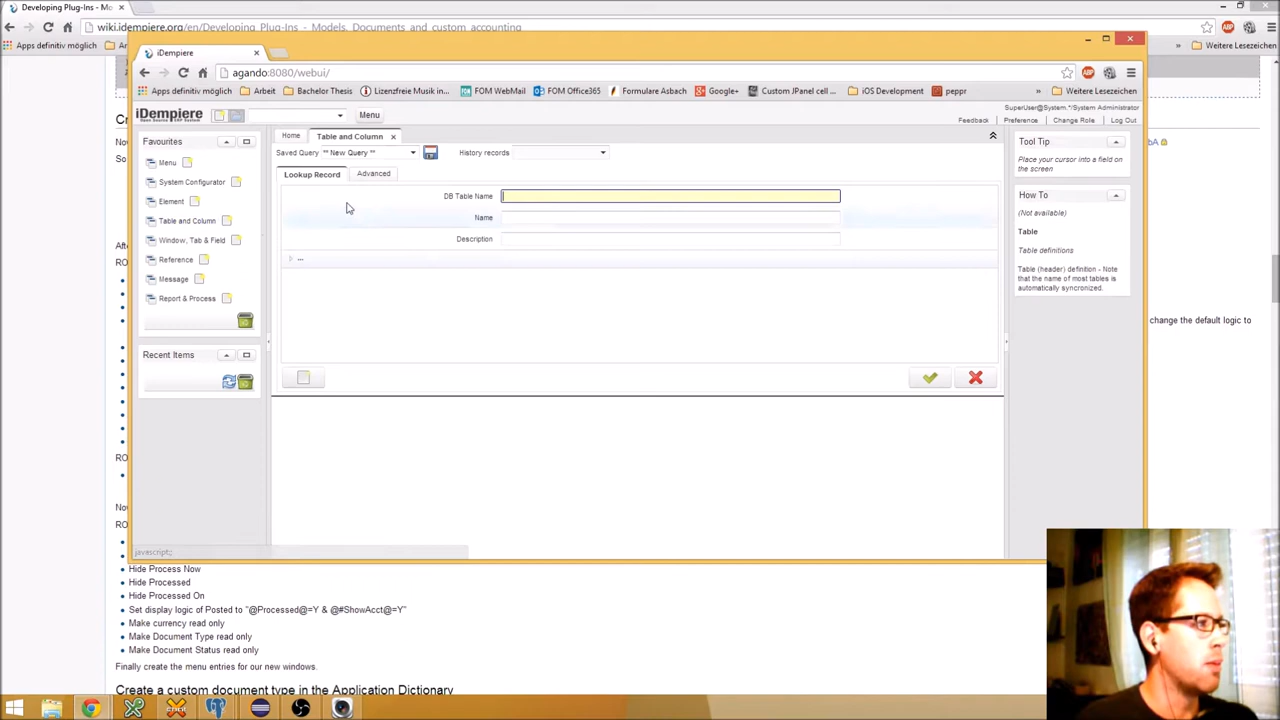 Developing Plug-Ins - Mo
wiki.idempiere.org/en/Developing_Plug-Ins_-_Models,_Documents_and_custom_accounting
Apps definitiv möglich
Weitere Lesezeichen
iDempiere
agando:8080/webui/
Apps definitiv möglich
Arbeit
Bachelor Thesis
Lizenzfreie Musik in...
FOM WebMail
FOM Office365
Formulare Asbach
Google+
Custom JPanel cell...
iOS Development
peppr
Weitere Lesezeichen
iDempiere
Menu
SuperUser@System.*/System Administrator
Feedback
Preference
Change Role
Log Out
Favourites
Menu
System Configurator
Element
Table and Column
Window, Tab & Field
Reference
Message
Report & Process
Recent Items
Home
Table and Column
Saved Query
** New Query **
History records
Lookup Record
Advanced
DB Table Name
Name
Description
...
Tool Tip
Place your cursor into a field on
the screen
How To
(Not available)
Table
Table definitions
Table (header) definition - Note
that the name of most tables is
automatically syncronized.
change the default logic to
javascript:;
Hide Process Now
Hide Processed
Hide Processed On
Set display logic of Posted to "@Processed@=Y & @#ShowAcct@=Y"
Make currency read only
Make Document Type read only
Make Document Status read only
Finally create the menu entries for our new windows.
Create a custom document type in the Application Dictionary